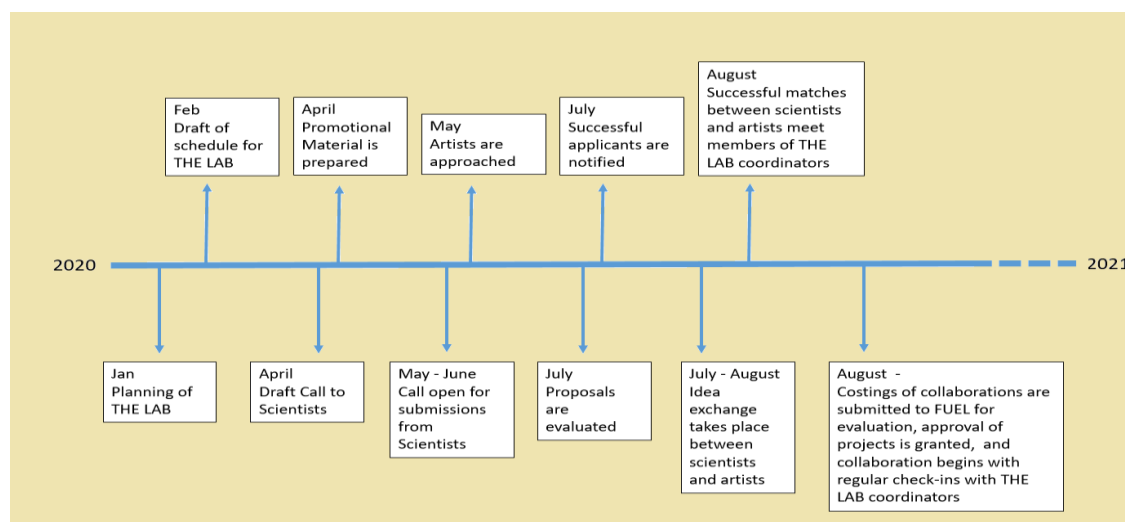 Feb
Draft of
schedule for
THE LAB
April
Promotional
Material is
prepared
May
Artists are
approached
July
Successful
applicants are
notified
August
Successful matches
between scientists
and artists meet
members of THE
LAB coordinators
2020
2021
Jan
Planning of
THE LAB
April
Draft Call to
Scientists
May - June
Call open for
submissions
from
Scientists
July
Proposals
are
evaluated
July - August
Idea
exchange
takes place
between
scientists
and artists
August  -
Costings of collaborations are
submitted to FUEL for
evaluation, approval of
projects is granted,  and
collaboration begins with
regular check-ins with THE
LAB coordinators